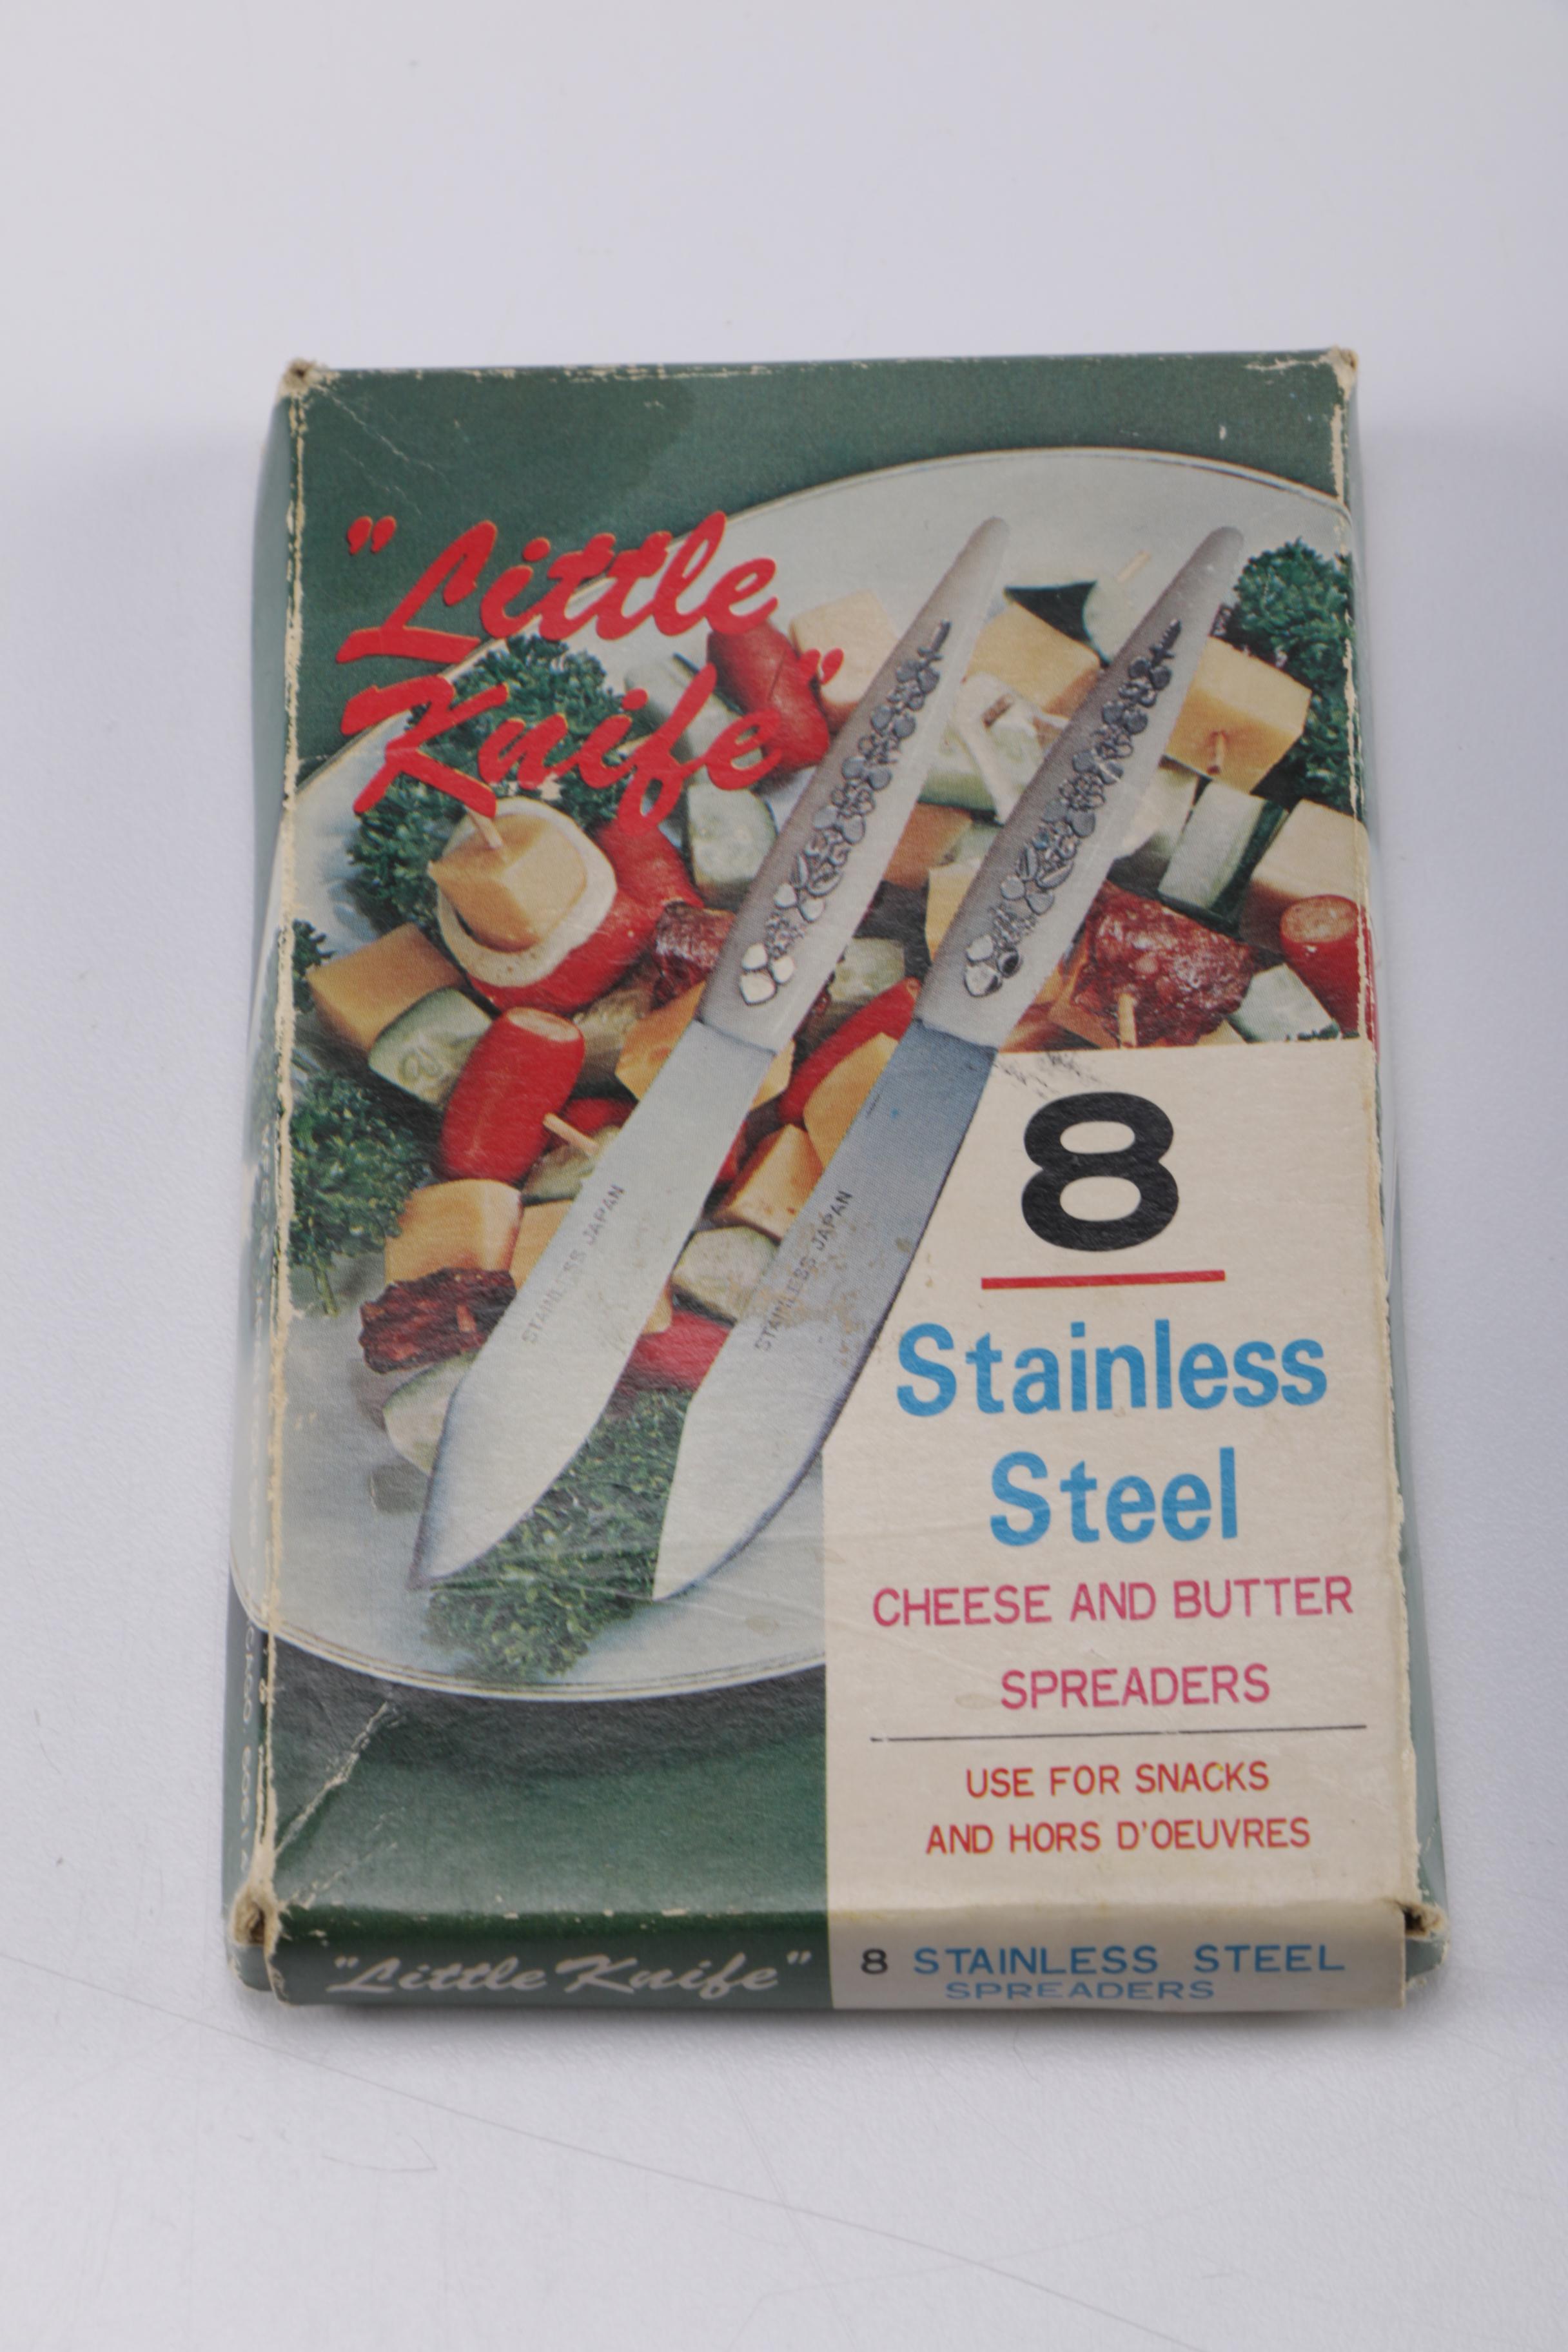 "Little
Knife"
STAINLESS JAPAN
STAINLESS JAPAN
8
Stainless
Steel
CHEESE AND BUTTER
SPREADERS
USE FOR SNACKS
AND HORS D'OEUVRES
"Little Knife"
8 STAINLESS STEEL
SPREADERS